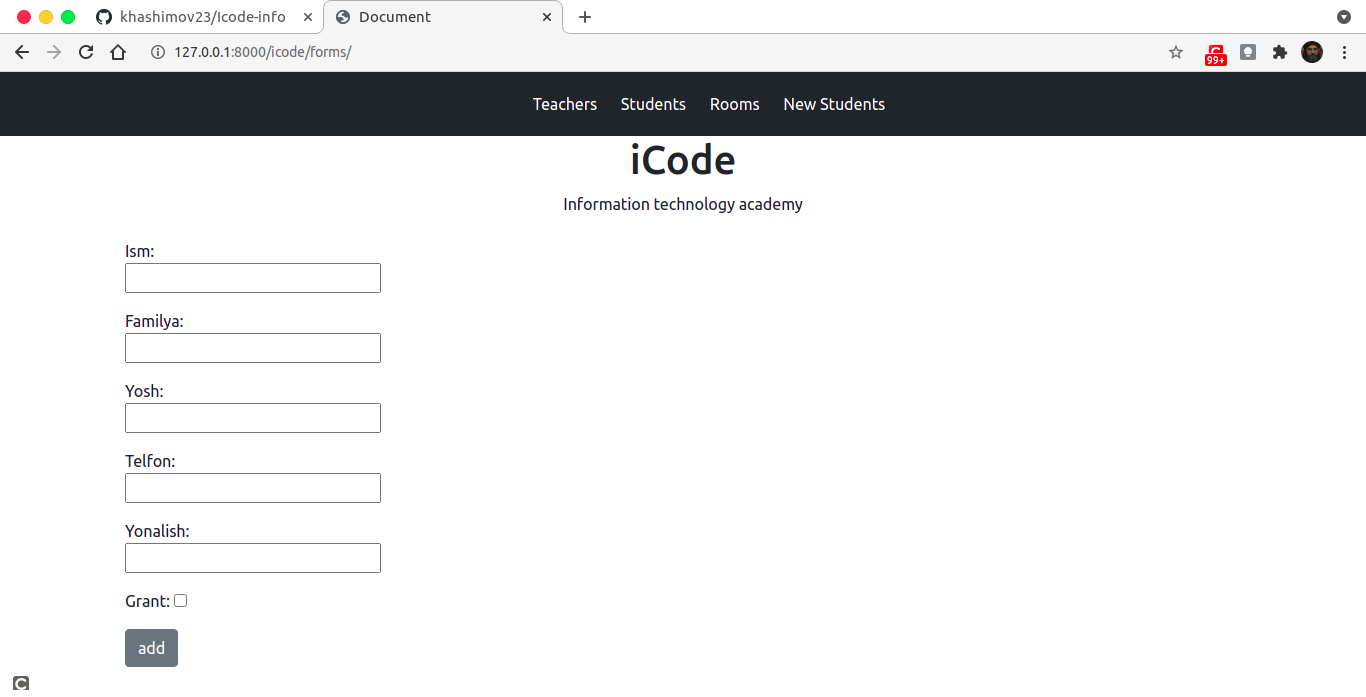 khashimov23/Icode-info
Document
127.0.0.1:8000/icode/forms/
99+
Teachers Students Rooms New Students
iCode
Information technology academy
Ism:
Familya:
Yosh:
Telfon:
Yonalish:
Grant:
add
C